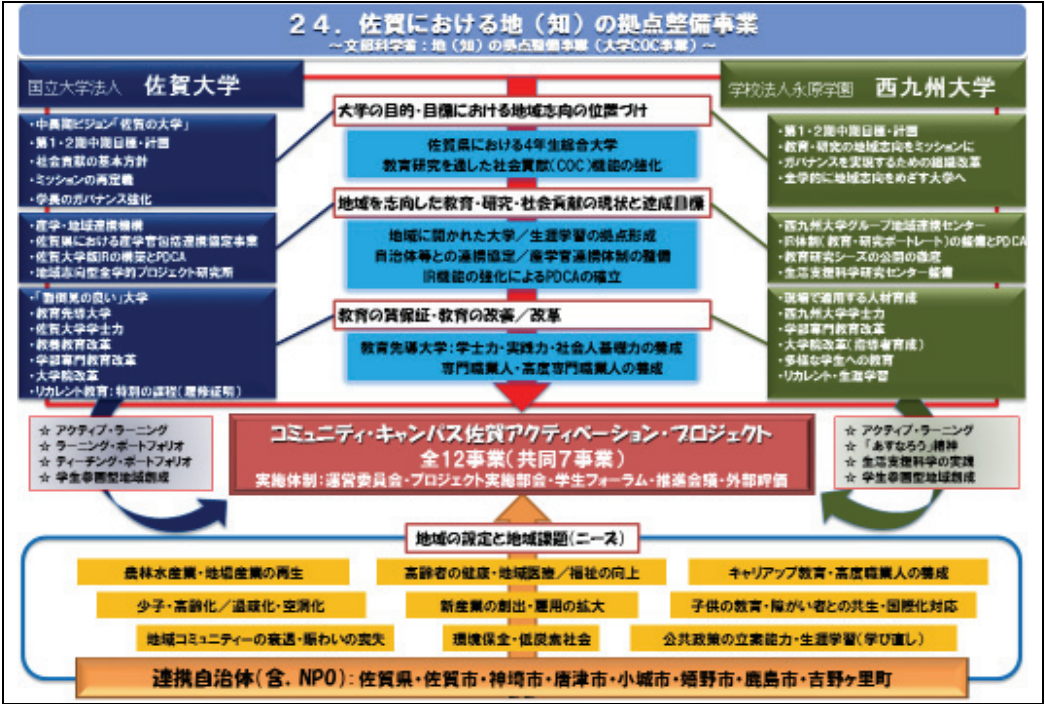 ２４．佐賀における地（知）の拠点整備事業
～文部科学省：地（知）の拠点整備事業（大学COC事業）～
国立大学法人 佐賀大学
・中長期ビジョン「佐賀の大学」
・第1・2期中期目標・計画
・社会貢献の基本方針
・ミッションの再定義
・学長のガバナンス強化
・産学・地域連携機構
・佐賀県における産学官包括連携協定事業
・佐賀大学版IRの構築とPDCA
・地域志向型全学的プロジェクト研究所
・「面倒見の良い」大学
・教育先導大学
・佐賀大学学士力
・教養教育改革
・学部専門教育改革
・大学院改革
・リカレント教育：特別の課程（履修証明）
大学の目的・目標における地域志向の位置づけ
佐賀県における4年生総合大学
教育研究を通した社会貢献（COC）機能の強化
地域を志向した教育・研究・社会貢献の現状と達成目標
地域に開かれた大学／生涯学習の拠点形成
自治体等との連携協定／産学官連携体制の整備
IR機能の強化によるPDCAの確立
教育の質保証・教育の改善／改革
教育先導大学：学士力・実践力・社会人基礎力の養成
専門職業人・高度専門職業人の養成
学校法人永原学園 西九州大学
・第1・2期中期目標・計画
・教育・研究の地域志向をミッションに
・ガバナンスを実現するための組織改革
・全学的に地域志向をめざす大学へ
・西九州大学グループ地域連携センター
・IR体制（教育・研究ポートレート）の整備とPDCA
・教育研究シーズの公開の徹底
・生活支援科学研究センター整備
・現場で通用する人材育成
・西九州大学学士力
・学部専門教育改革
・大学院改革（指導者育成）
・多様な学生への教育
・リカレント・生涯学習
☆ アクティブ・ラーニング
☆ ラーニング・ポートフォリオ
☆ ティーチング・ポートフォリオ
☆ 学生参画型地域創成
コミュニティ・キャンパス佐賀アクティベーション・プロジェクト
全12事業（共同7事業）
実施体制：運営委員会・プロジェクト実施部会・学生フォーラム・推進会議・外部評価
☆ アクティブ・ラーニング
☆ 「あすなろう」精神
☆ 生活支援科学の実践
☆ 学生参画型地域創成
地域の設定と地域課題（ニーズ）
農林水産業・地場産業の再生
高齢者の健康・地域医療／福祉の向上
キャリアップ教育・高度職業人の養成
少子・高齢化／過疎化・空洞化
新産業の創出・雇用の拡大
子供の教育・障がい者との共生・国際化対応
地域コミュニティーの衰退・賑わいの喪失
環境保全・低炭素社会
公共政策の立案能力・生涯学習（学び直し）
連携自治体（含．NPO）：佐賀県・佐賀市・神埼市・唐津市・小城市・嬉野市・鹿島市・吉野ヶ里町